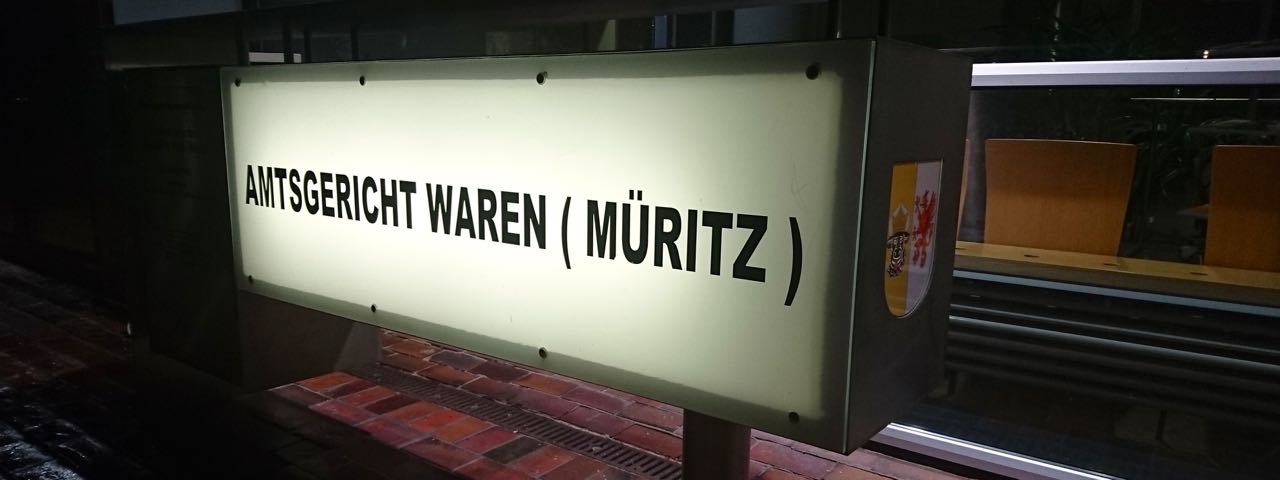 AMTSGERICHT WAREN ( MÜRITZ )